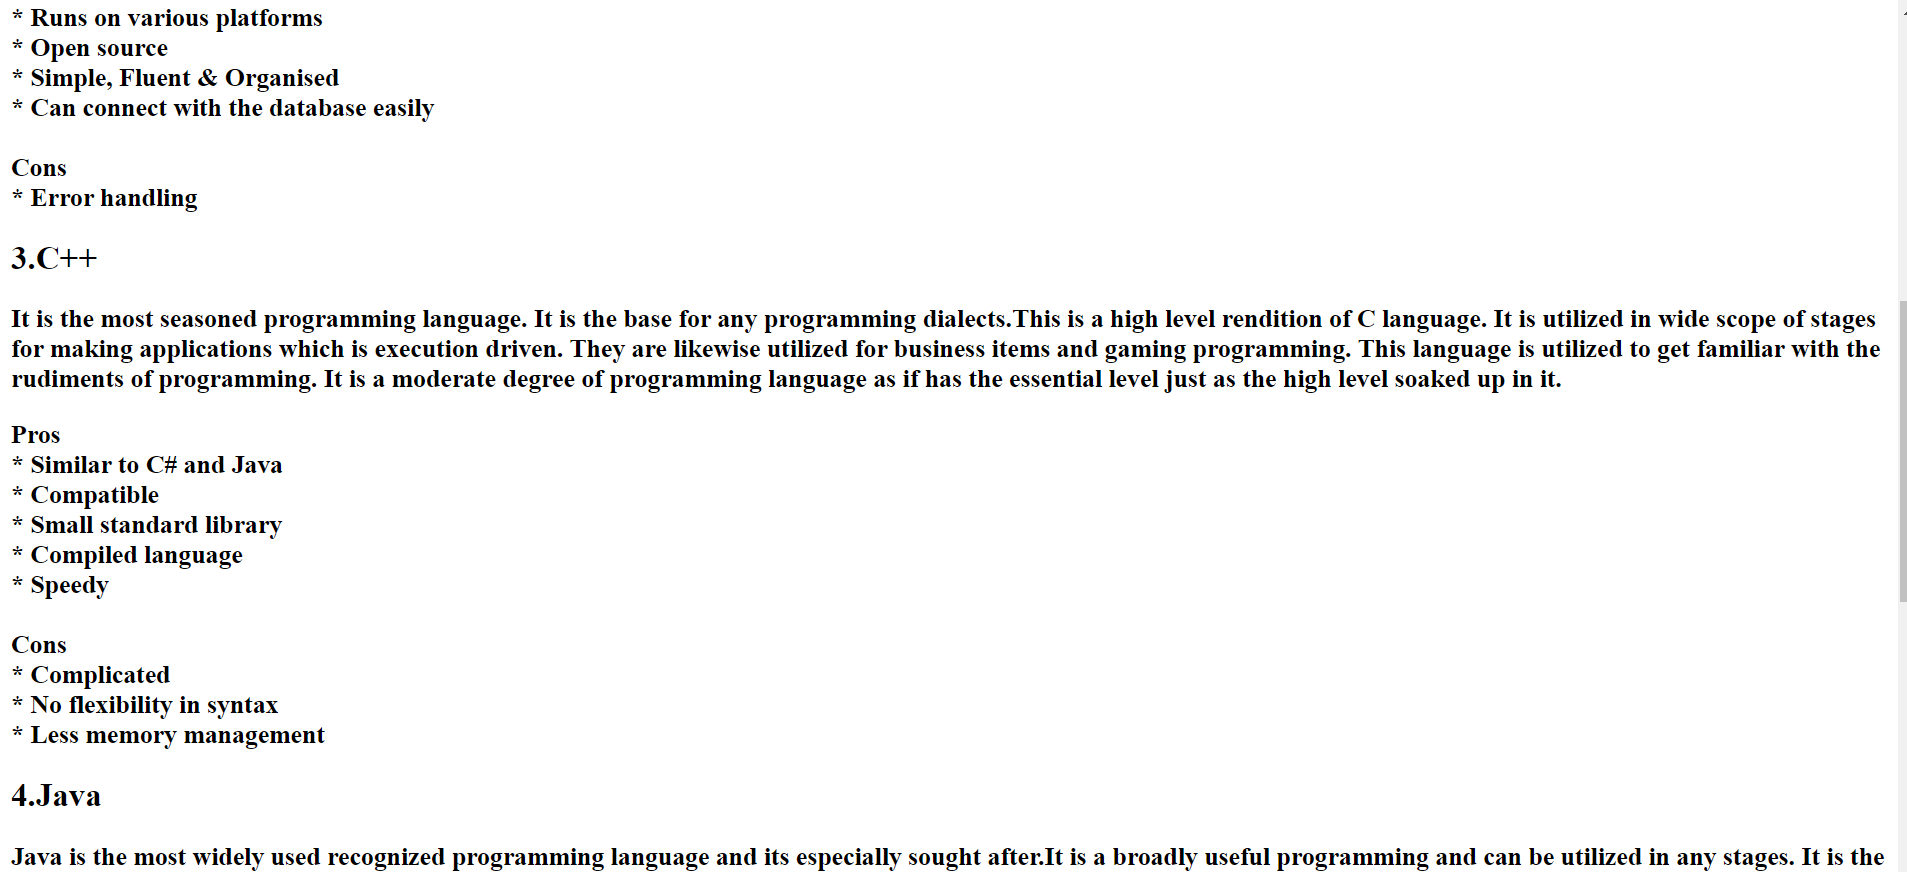 * Runs on various platforms
* Open source
* Simple, Fluent & Organised
* Can connect with the database easily
Cons
* Error handling
3.C++
It is the most seasoned programming language. It is the base for any programming dialects.This is a high level rendition of C language. It is utilized in wide scope of stages
for making applications which is execution driven. They are likewise utilized for business items and gaming programming. This language is utilized to get familiar with the
rudiments of programming. It is a moderate degree of programming language as if has the essential level just as the high level soaked up in it.
Pros
* Similar to C# and Java
* Compatible
* Small standard library
* Compiled language
* Speedy
Cons
* Complicated
* No flexibility in syntax
* Less memory management
4.Java
Java is the most widely used recognized programming language and its especially sought after.It is a broadly useful programming and can be utilized in any stages. It is the